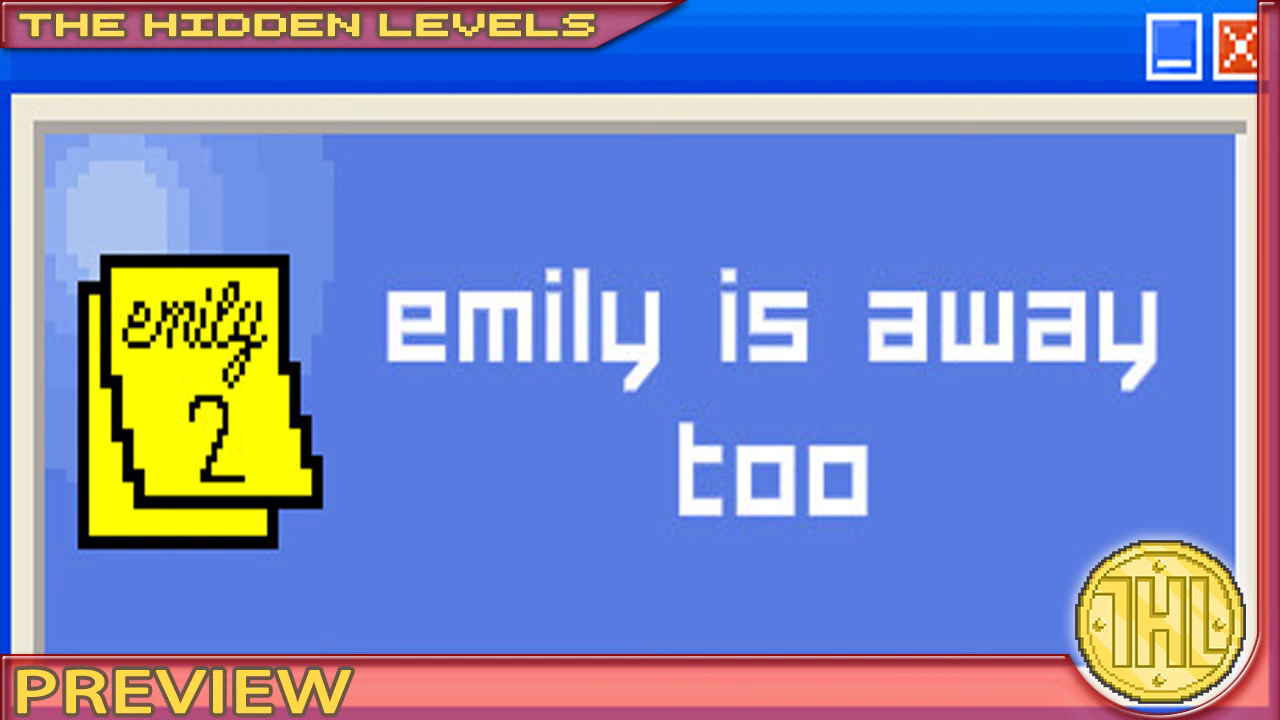 THE HIDDEN LEVELS
emily
2
emily is away
too
THL
PREVIEW